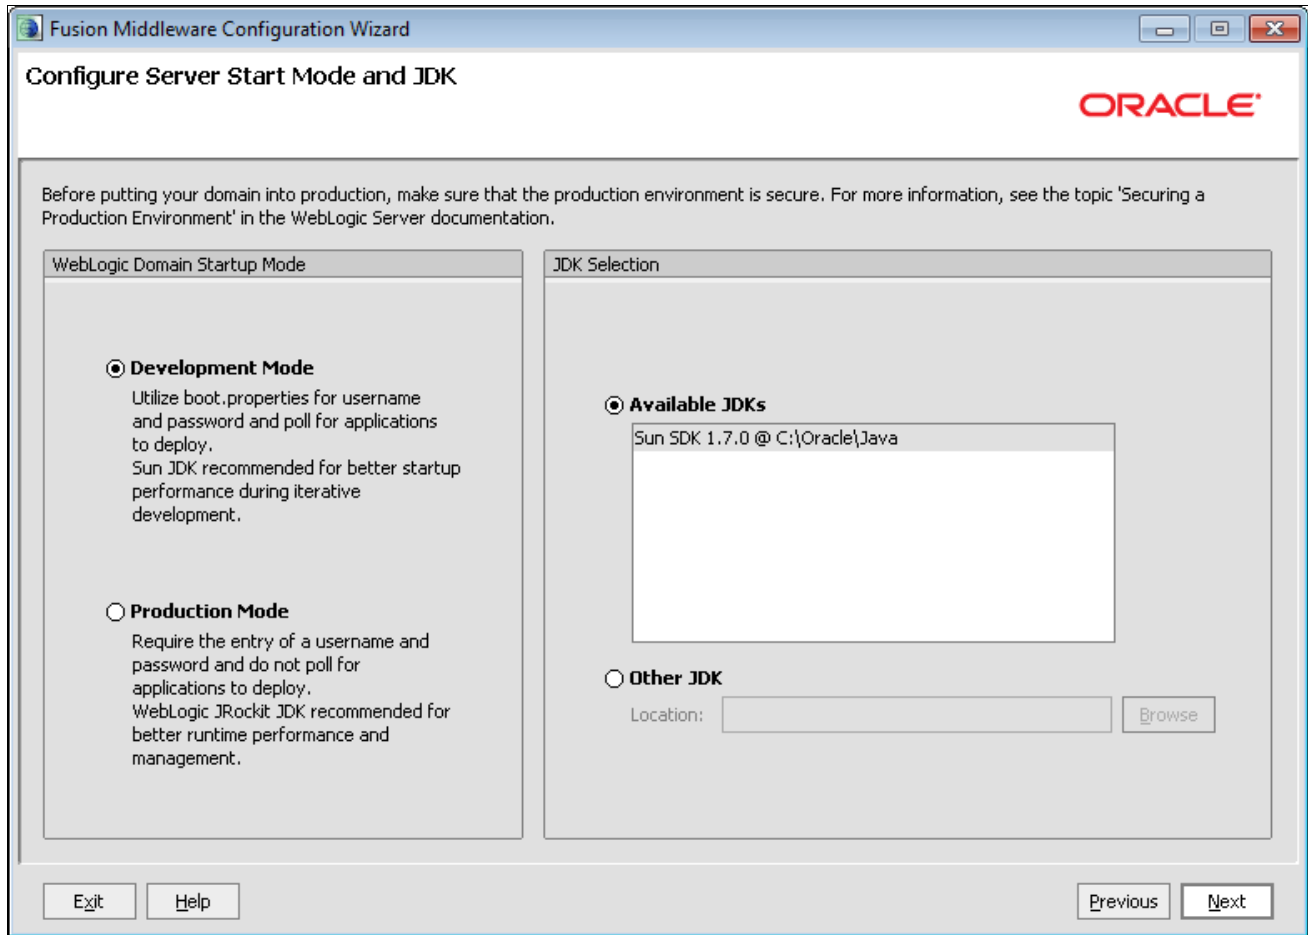 Fusion Middleware Configuration Wizard
Configure Server Start Mode and JDK
ORACLE
Before putting your domain into production, make sure that the production environment is secure. For more information, see the topic 'Securing a
Production Environment' in the WebLogic Server documentation.
WebLogic Domain Startup Mode
Development Mode
Utilize boot.properties for username
and password and poll for applications
to deploy.
Sun JDK recommended for better startup
performance during iterative
development.
Production Mode
Require the entry of a username and
password and do not poll for
applications to deploy.
WebLogic JRockit JDK recommended for
better runtime performance and
management.
JDK Selection
Available JDKs
Sun SDK 1.7.0 @ C:\Oracle\Java
Other JDK
Location:
Browse
Exit
Help
Previous
Next